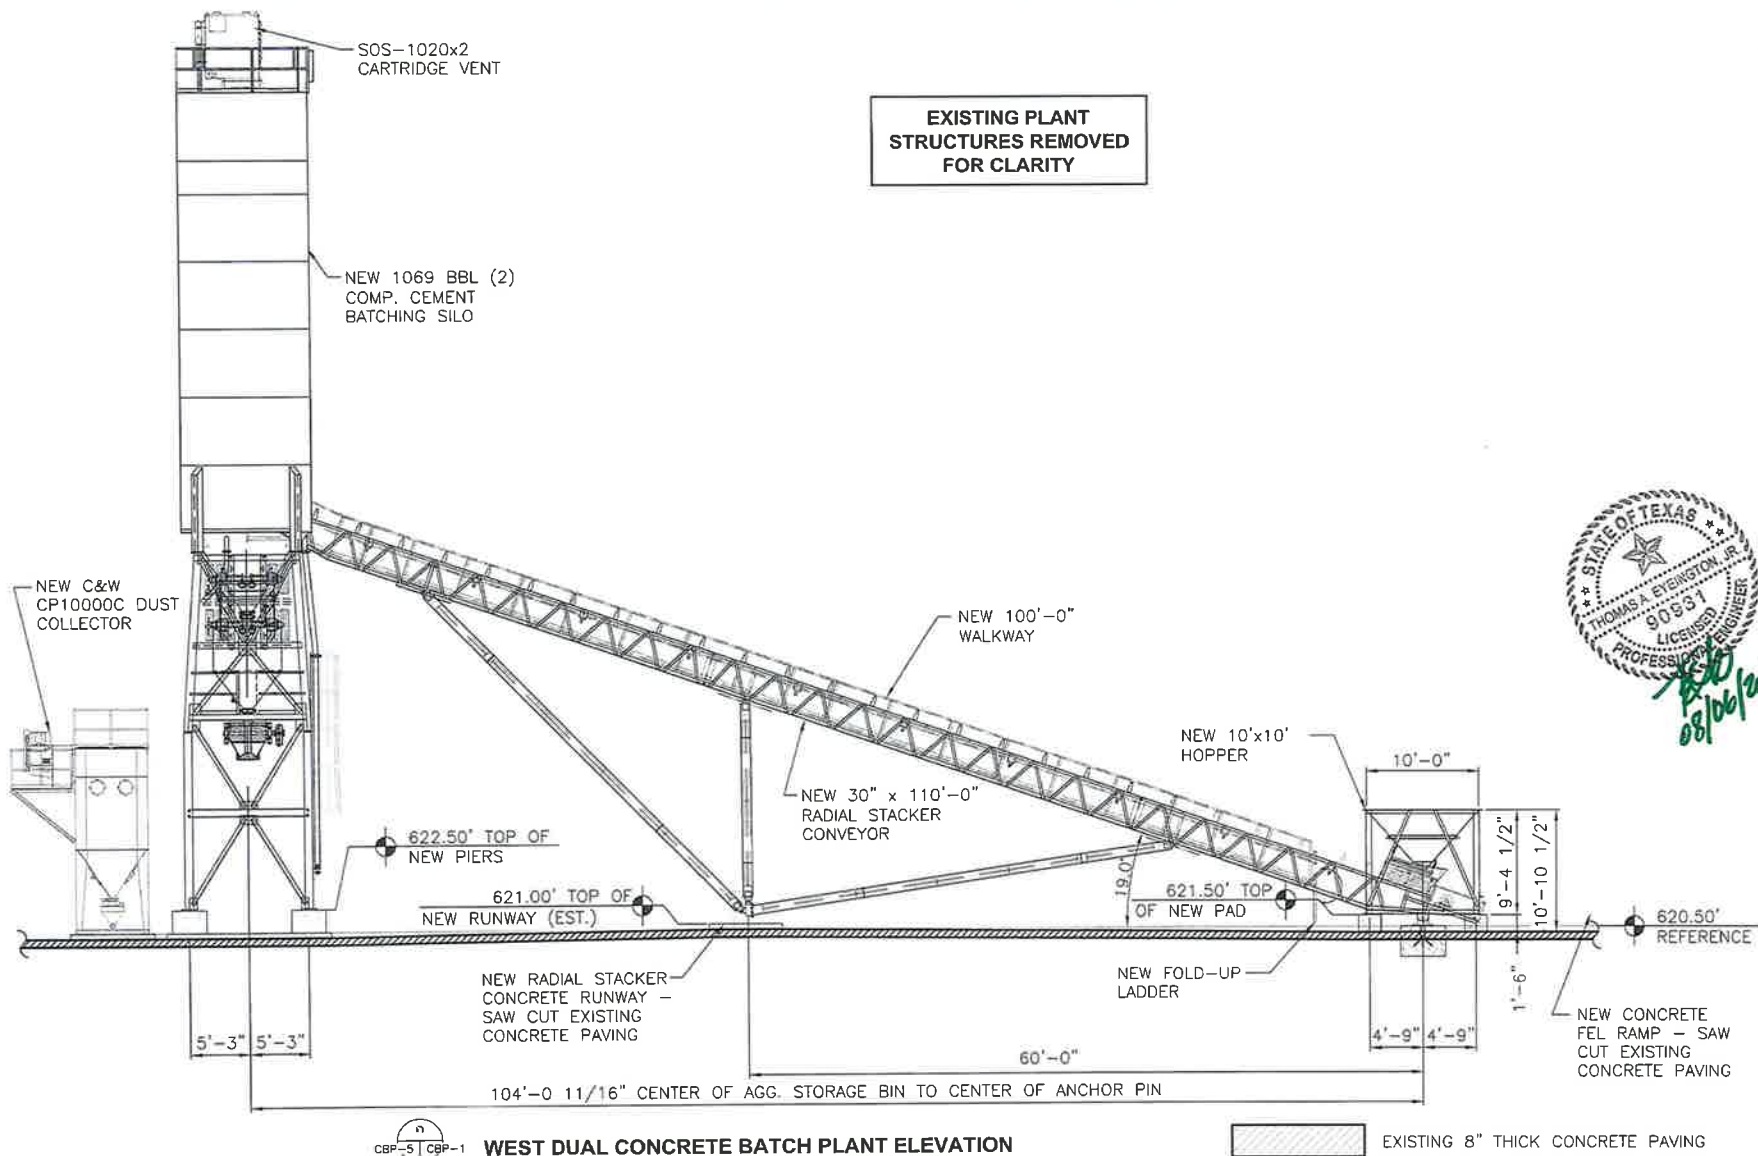 SOS-1020x2
CARTRIDGE VENT
EXISTING PLANT
STRUCTURES REMOVED
FOR CLARITY
NEW 1069 BBL (2)
COMP. CEMENT
BATCHING SILO
STATE OF TEXAS
THOMAS A. EYEINGTON, JR.
90931
LICENSED
PROFESSIONAL ENGINEER
NEW C&W
CP10000C DUST
COLLECTOR
NEW 100'-0"
WALKWAY
NEW 10'x10'
HOPPER
10'-0"
NEW 30" x 110'-0"
RADIAL STACKER
CONVEYOR
622.50' TOP OF
NEW PIERS
19.0°
9'-4 1/2"
10'-10 1/2"
621.00' TOP OF
NEW RUNWAY (EST.)
621.50' TOP
OF NEW PAD
620.50'
REFERENCE
NEW RADIAL STACKER
CONCRETE RUNWAY -
SAW CUT EXISTING
CONCRETE PAVING
NEW FOLD-UP
LADDER
1'-6"
NEW CONCRETE
FEL RAMP - SAW
CUT EXISTING
CONCRETE PAVING
5'-3" 5'-3"
4'-9" 4'-9"
60'-0"
104'-0 11/16" CENTER OF AGG. STORAGE BIN TO CENTER OF ANCHOR PIN
CBP-5 CBP-1
WEST DUAL CONCRETE BATCH PLANT ELEVATION
EXISTING 8" THICK CONCRETE PAVING